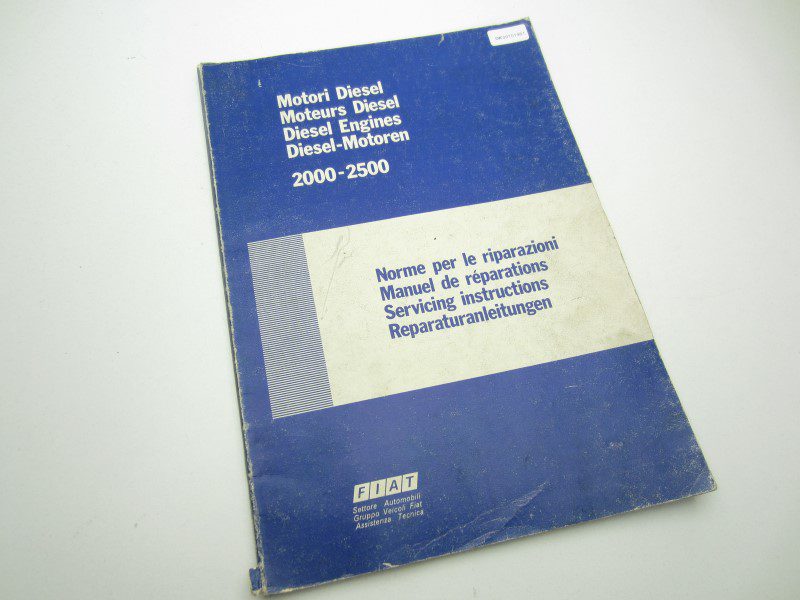 Motori Diesel
Moteurs Diesel
Diesel Engines
Diesel-Motoren
2000-2500
Norme per le riparazioni
Manuel de réparations
Servicing instructions
Reparaturanleitungen
FIAT
Settore Automobili
Gruppo Veicoli Fiat
Assistenza Tecnica